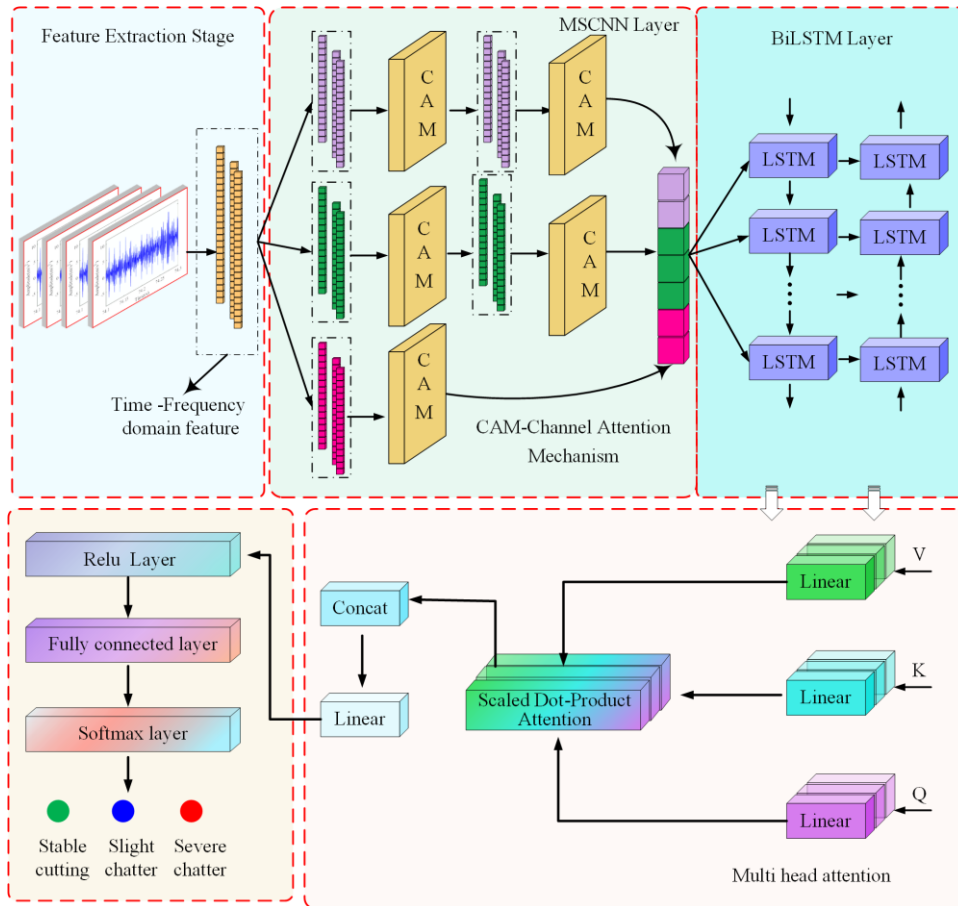 Feature Extraction Stage
Time -Frequency
domain feature
MSCNN Layer
C
A
M
C
A
M
C
A
M
C
A
M
C
A
M
CAM-Channel Attention
Mechanism
BiLSTM Layer
LSTM
LSTM
LSTM
LSTM
LSTM
LSTM
Relu Layer
Fully connected layer
Softmax layer
Stable
cutting
Slight
chatter
Severe
chatter
Concat
Linear
Scaled Dot-Product
Attention
Linear
V
Linear
K
Linear
Q
Multi head attention